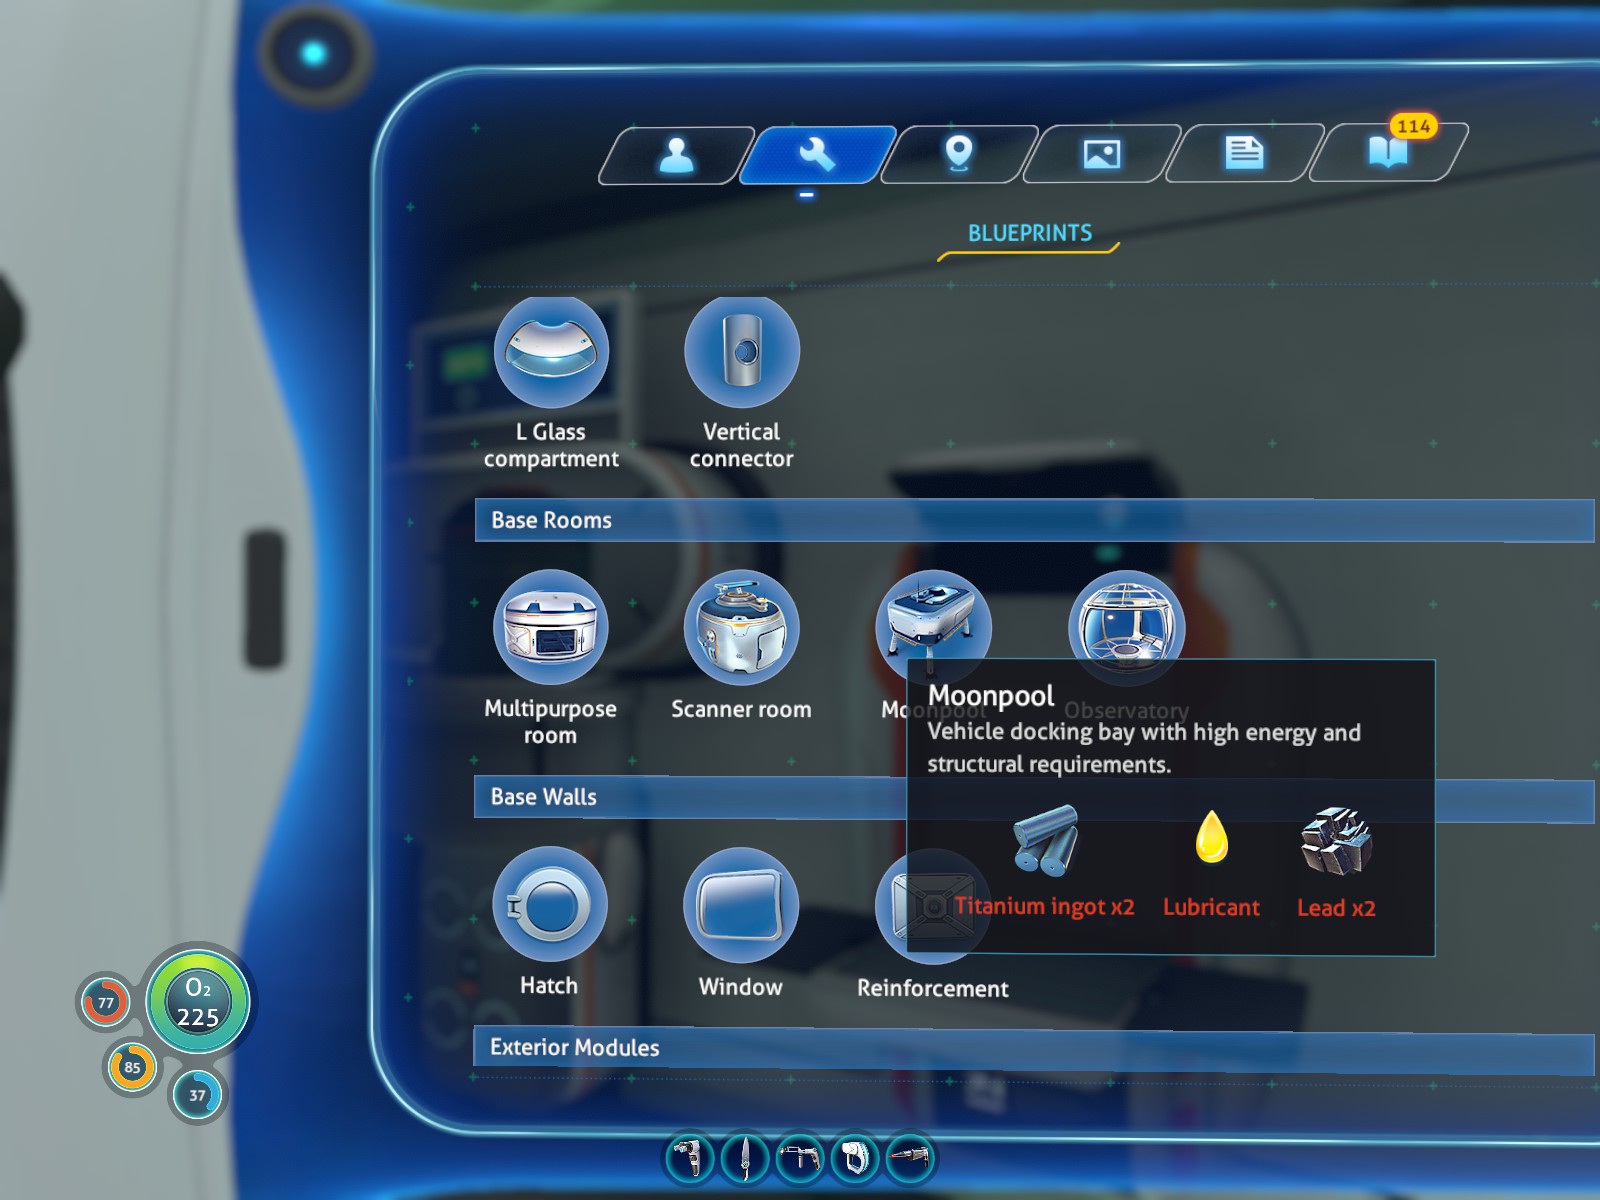 114
BLUEPRINTS
L Glass
compartment
Vertical
connector
Base Rooms
Multipurpose
room
Scanner room
Moonpool
Observatory
Moonpool
Vehicle docking bay with high energy and
structural requirements.
Titanium ingot x2
Lubricant
Lead x2
Base Walls
Hatch
Window
Reinforcement
Exterior Modules
77
O₂
225
85
37